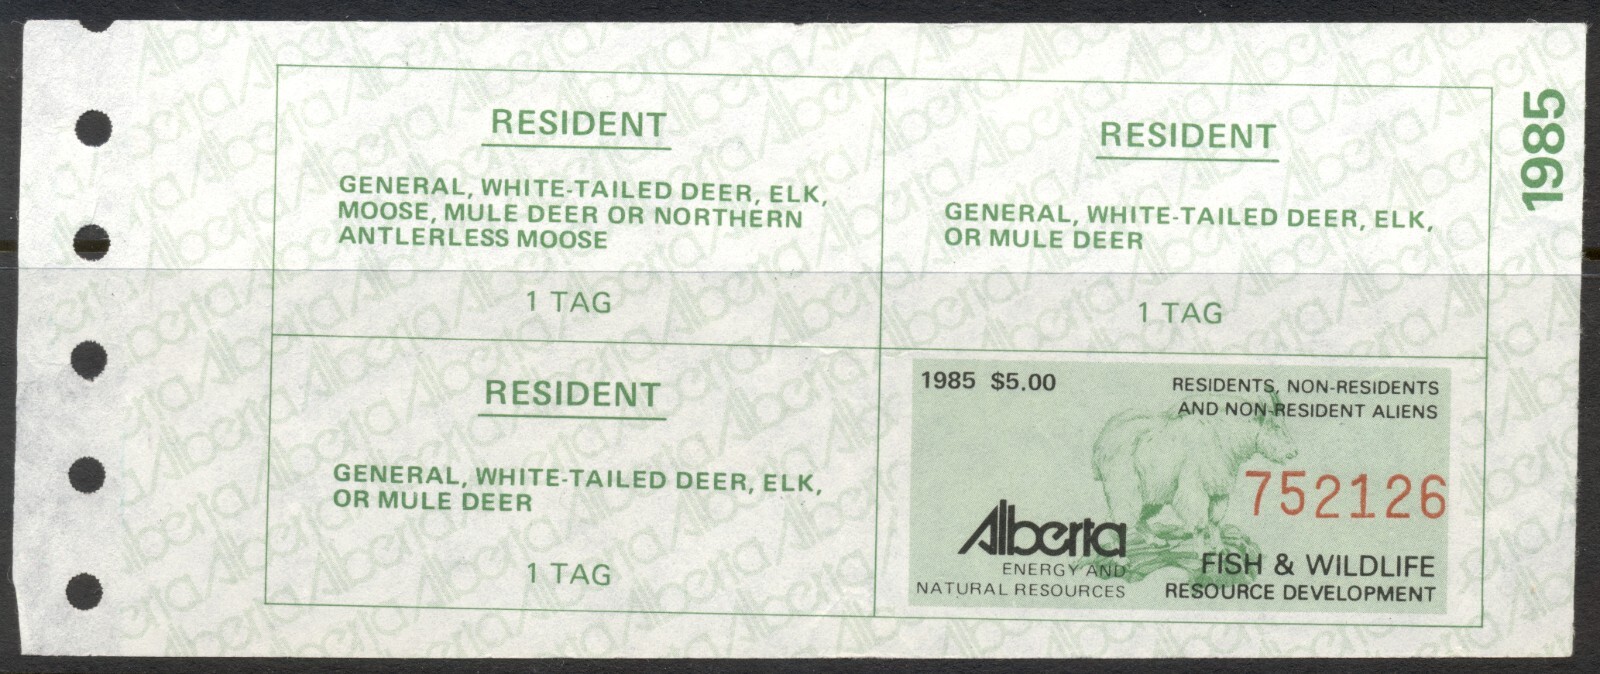 RESIDENT
GENERAL, WHITE-TAILED DEER, ELK,
MOOSE, MULE DEER OR NORTHERN
ANTLERLESS MOOSE
1 TAG
RESIDENT
GENERAL, WHITE-TAILED DEER, ELK,
OR MULE DEER
1 TAG
1985
RESIDENT
GENERAL, WHITE-TAILED DEER, ELK,
OR MULE DEER
1 TAG
1985 $5.00
RESIDENTS, NON-RESIDENTS
AND NON-RESIDENT ALIENS
752126
Alberta
ENERGY AND
NATURAL RESOURCES
FISH & WILDLIFE
RESOURCE DEVELOPMENT